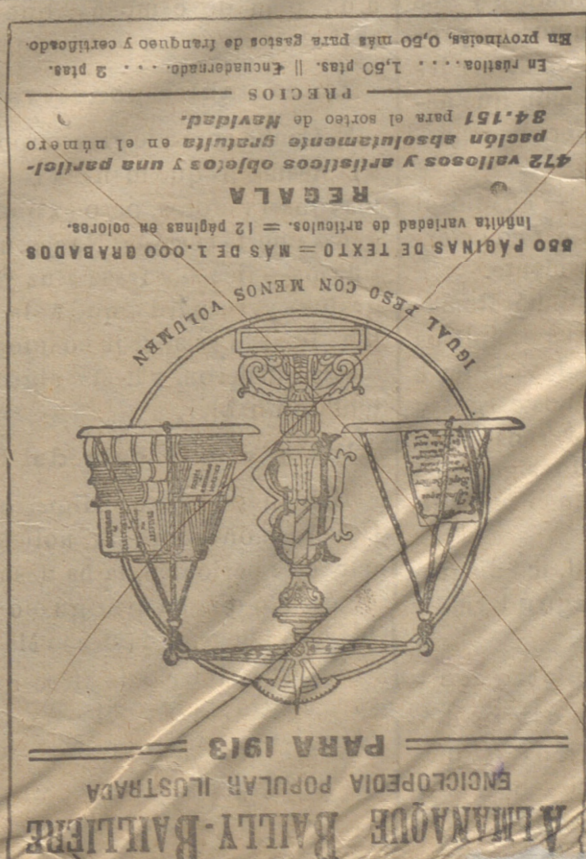 ALMANAQUE BAILLY-BAILLIERE
ENCICLOPEDIA POPULAR ILUSTRADA
PARA 1913
IGUAL PESO CON MENOS VOLUMEN
550 PÁGINAS DE TEXTO = MÁS DE 1.000 GRABADOS
Infinita variedad de artículos. = 12 páginas en colores.
REGALA
472 valiosos y artísticos objetos y una partici-
pación absolutamente gratuita en el número
34.151 para el sorteo de Navidad.
PRECIOS
En rústica.... 1,50 ptas. || Encuadernado.... 2 ptas.
En provincias, 0,50 más para gastos de franqueo y certificado.